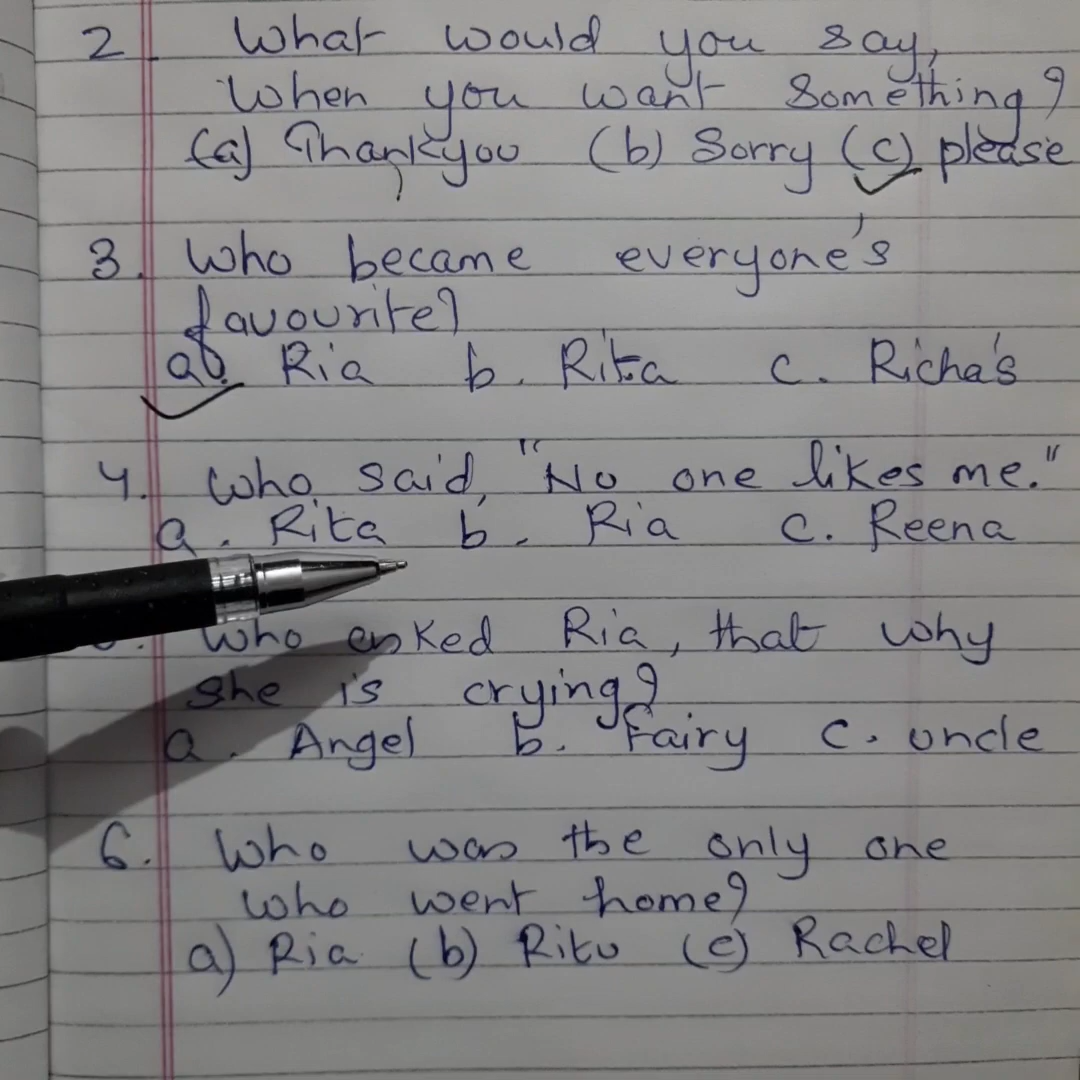 2. What would you say,
When you want something?
(a) Thankyou (b) Sorry (c) please
3. Who became everyone's
favourite?
a. Ria b. Rita c. Richa's
4. Who said, "No one likes me."
a. Rita b. Ria c. Reena
Who asked Ria, that why
she is crying?
a. Angel b. Fairy c. uncle
6. Who was the only one
who went home?
a) Ria (b) Ritu (c) Rachel